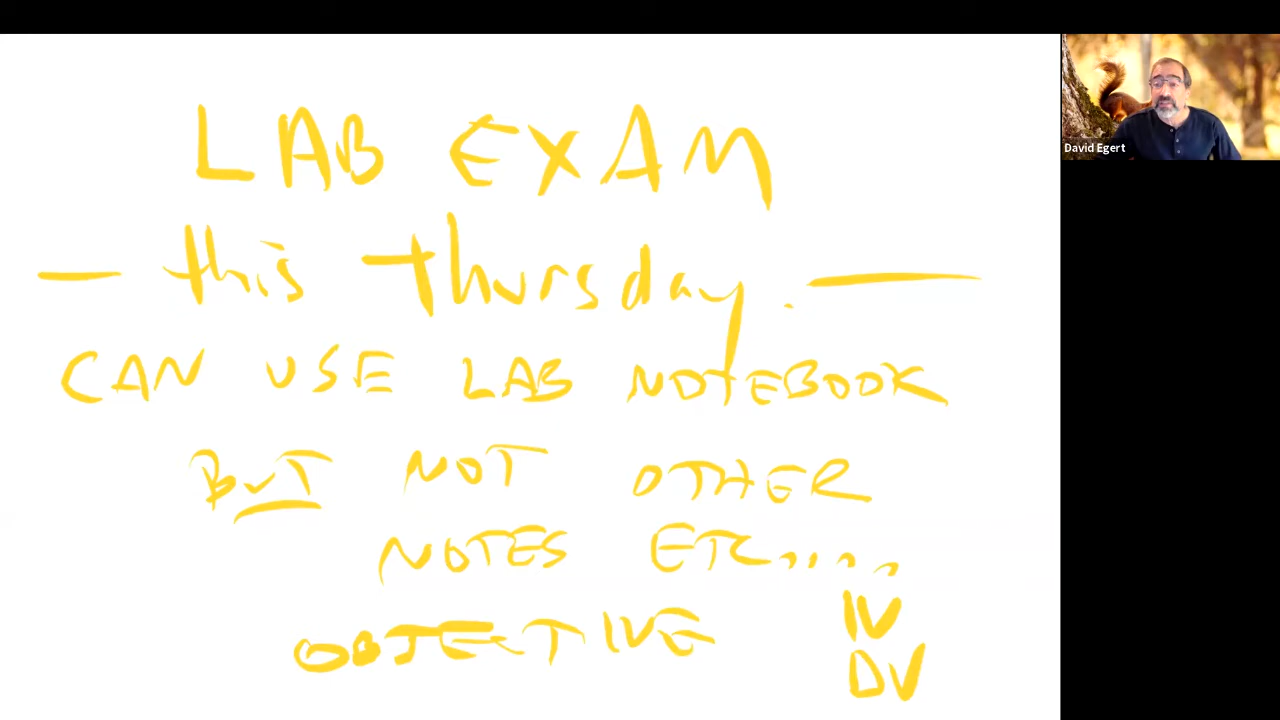 LAB EXAM
— this Thursday. —
CAN USE LAB NOTEBOOK
BUT NOT OTHER
NOTES ETC.,,,,
OBJECTIVE
IV
DV
David Egert